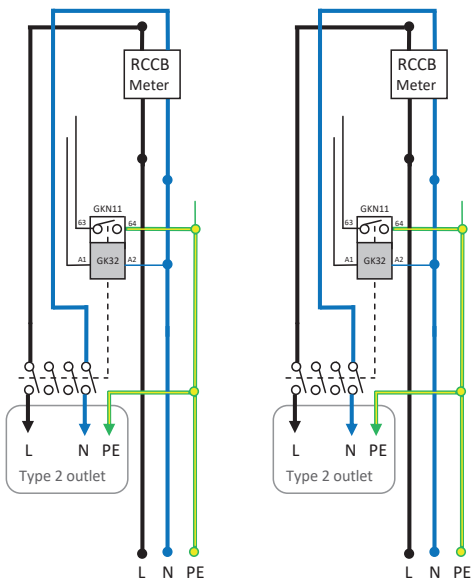 RCCB
Meter
GKN11
63
64
A1
GK32
A2
L N PE
Type 2 outlet
L N PE
RCCB
Meter
GKN11
63
64
A1
GK32
A2
L N PE
Type 2 outlet
L N PE